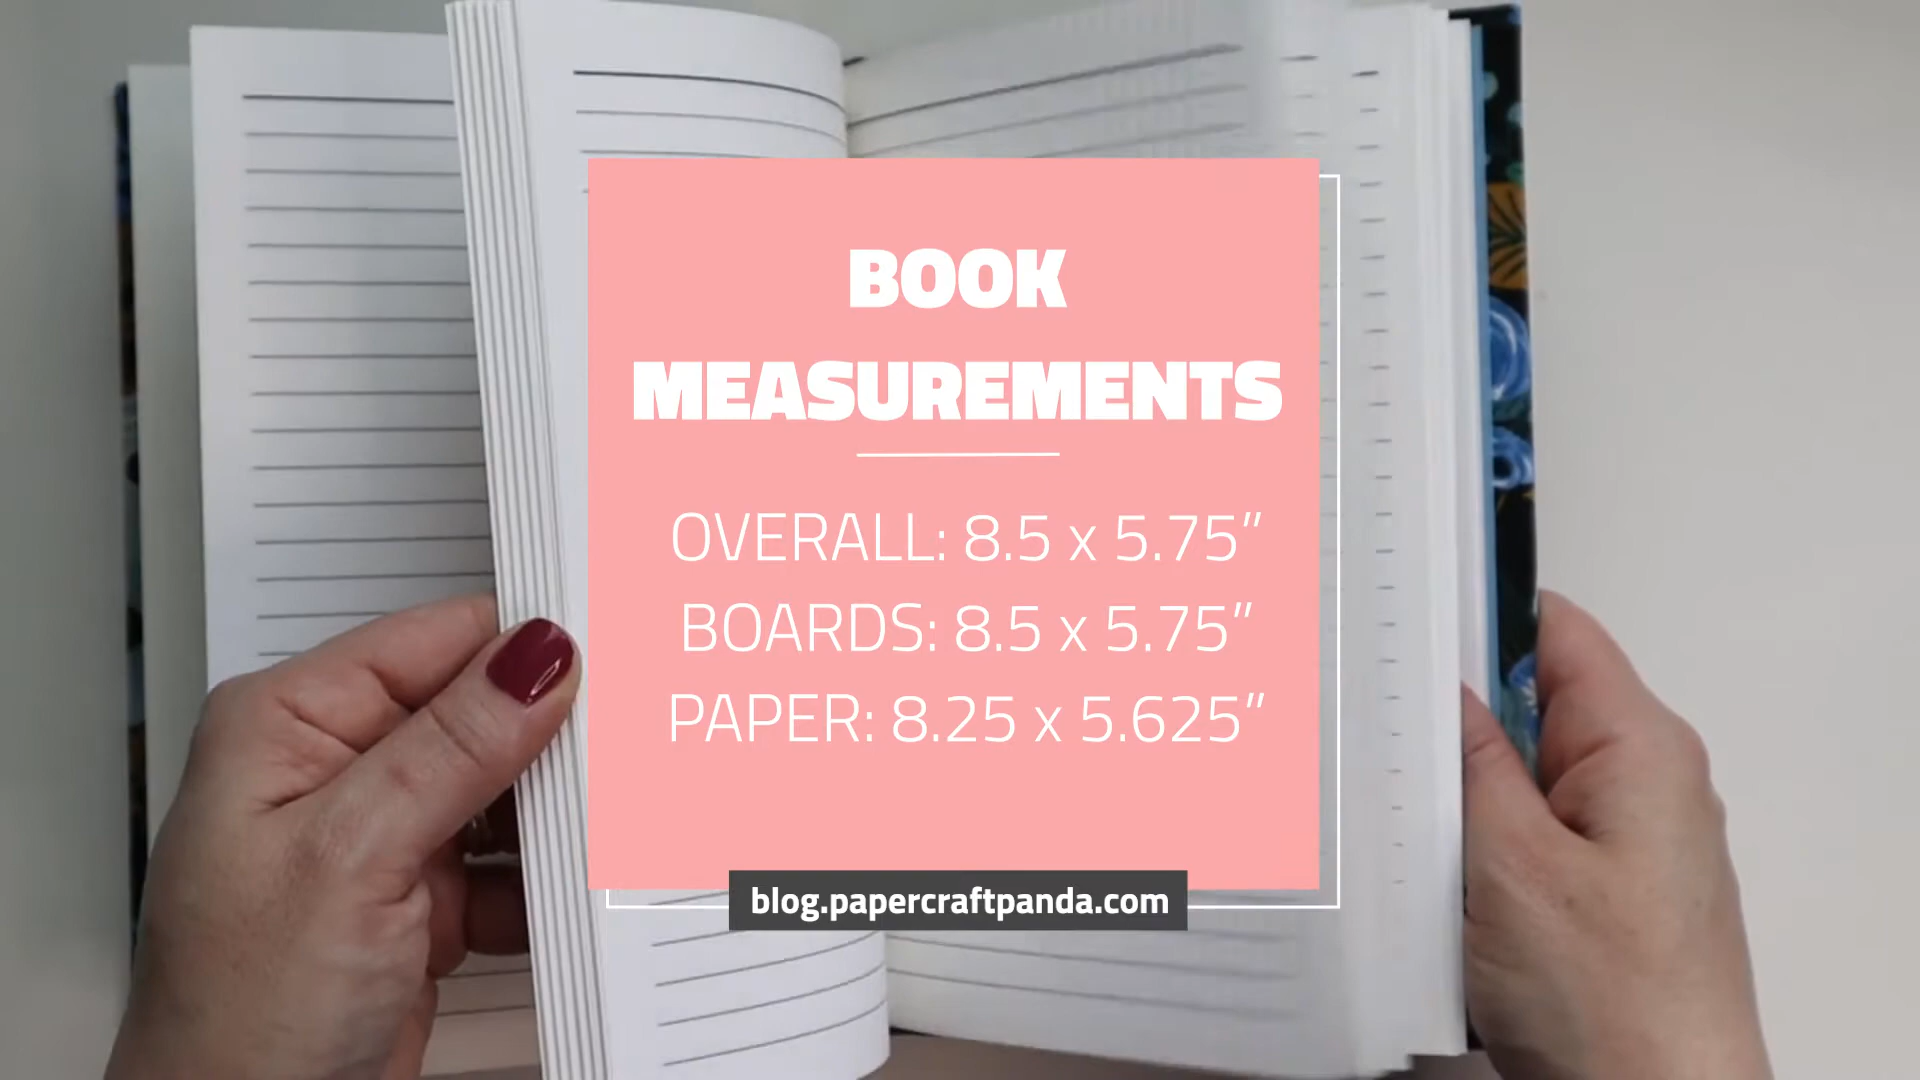 BOOK
MEASUREMENTS
OVERALL: 8.5 x 5.75″
BOARDS: 8.5 x 5.75″
PAPER: 8.25 x 5.625″
blog.papercraftpanda.com